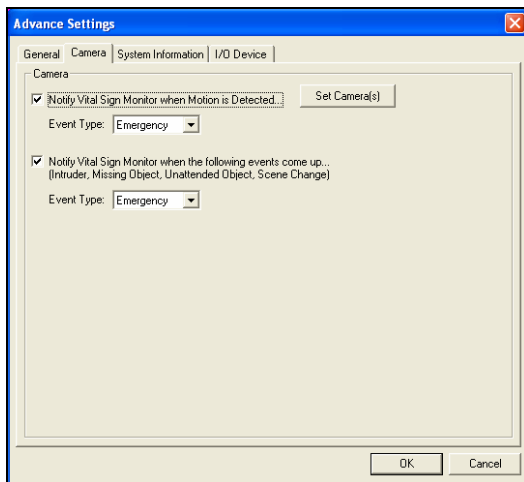 Advance Settings
General Camera System Information I/O Device
Camera
Notify Vital Sign Monitor when Motion is Detected... Set Camera(s)
Event Type: Emergency
Notify Vital Sign Monitor when the following events come up...
(Intruder, Missing Object, Unattended Object, Scene Change)
Event Type: Emergency
OK Cancel